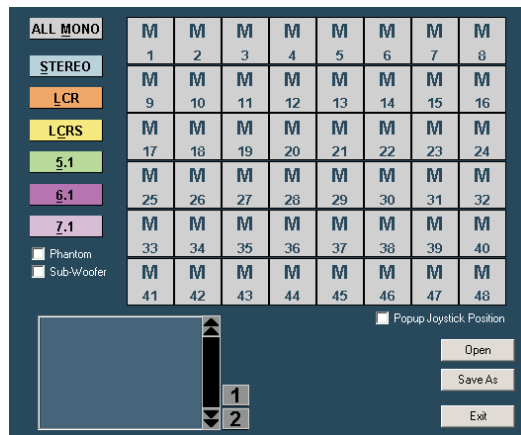 ALL MONO
STEREO
LCR
LCRS
5.1
6.1
7.1
Phantom
Sub-Woofer
M M M M M M M M
1 2 3 4 5 6 7 8
M M M M M M M M
9 10 11 12 13 14 15 16
M M M M M M M M
17 18 19 20 21 22 23 24
M M M M M M M M
25 26 27 28 29 30 31 32
M M M M M M M M
33 34 35 36 37 38 39 40
M M M M M M M M
41 42 43 44 45 46 47 48
Popup Joystick Position
1
2
Open
Save As
Exit